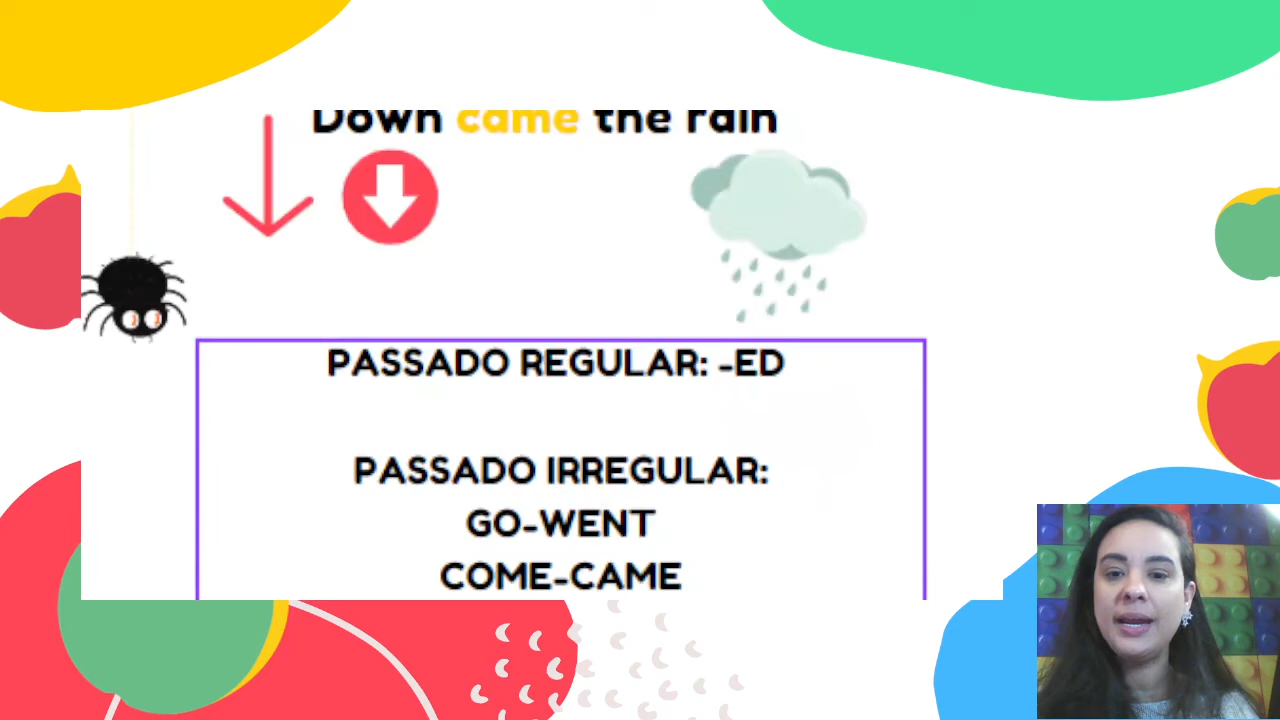 Down came the rain
PASSADO REGULAR: -ED
PASSADO IRREGULAR:
GO-WENT
COME-CAME